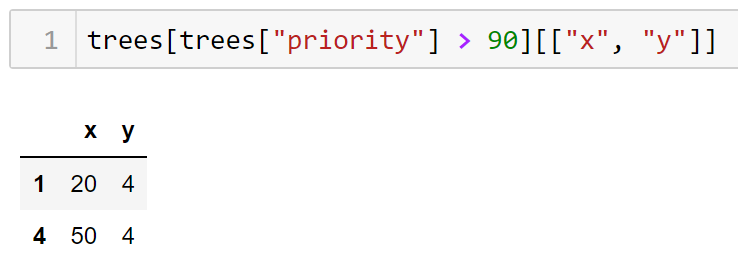 1 trees[trees["priority"] > 90][["x", "y"]]
x y
1 20 4
4 50 4